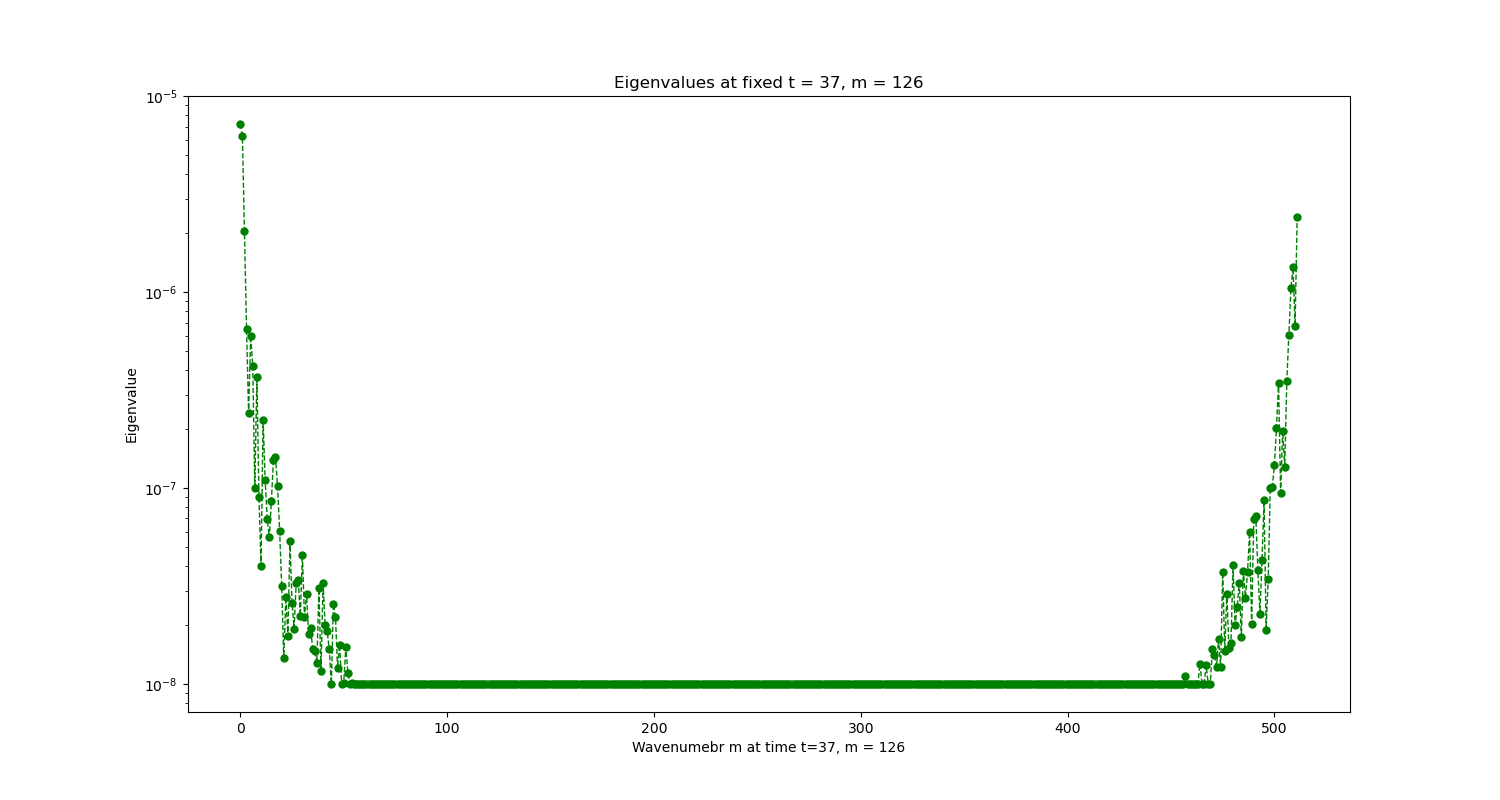 Eigenvalues at fixed t = 37, m = 126
Eigenvalue
10⁻⁵
10⁻⁶
10⁻⁷
10⁻⁸
0 100 200 300 400 500
Wavenumebr m at time t=37, m = 126